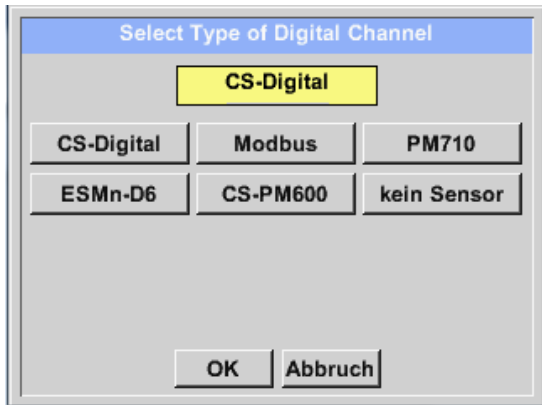 Select Type of Digital Channel
CS-Digital
CS-Digital Modbus PM710
ESMn-D6 CS-PM600 kein Sensor
OK Abbruch